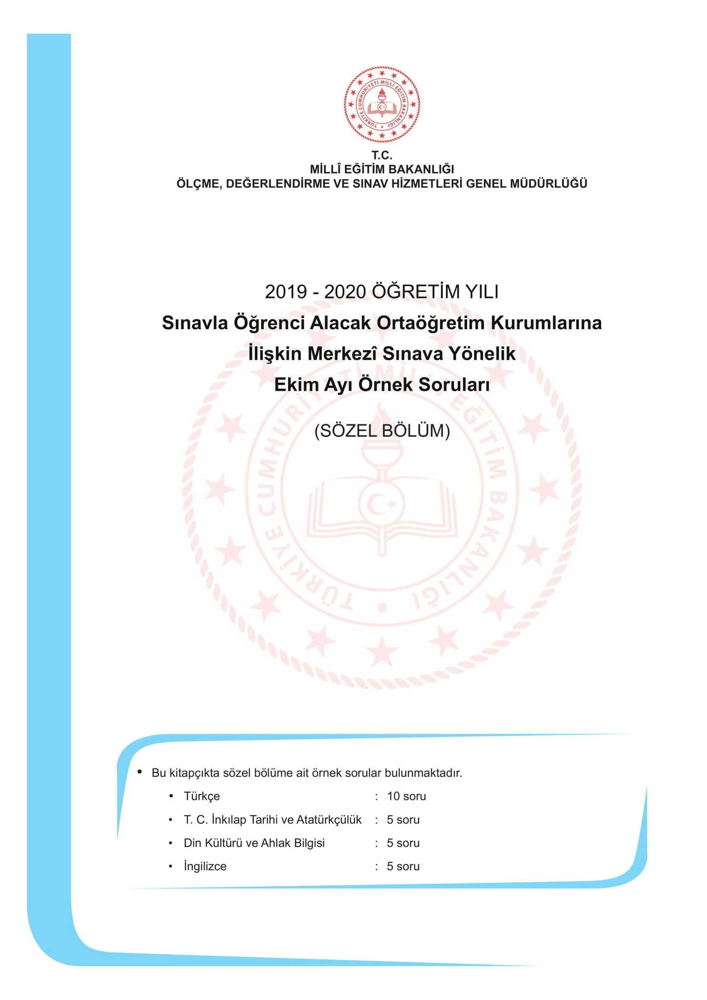 TÜRKİYE CUMHURİYETİ MİLLÎ EĞİTİM BAKANLIĞI
T.C.
MİLLÎ EĞİTİM BAKANLIĞI
ÖLÇME, DEĞERLENDİRME VE SINAV HİZMETLERİ GENEL MÜDÜRLÜĞÜ
2019 - 2020 ÖĞRETİM YILI
Sınavla Öğrenci Alacak Ortaöğretim Kurumlarına
İlişkin Merkezî Sınava Yönelik
Ekim Ayı Örnek Soruları
(SÖZEL BÖLÜM)
TÜRKİYE CUMHURİYETİ MİLLÎ EĞİTİM BAKANLIĞI
• Bu kitapçıkta sözel bölüme ait örnek sorular bulunmaktadır.
• Türkçe : 10 soru
• T. C. İnkılap Tarihi ve Atatürkçülük : 5 soru
• Din Kültürü ve Ahlak Bilgisi : 5 soru
• İngilizce : 5 soru